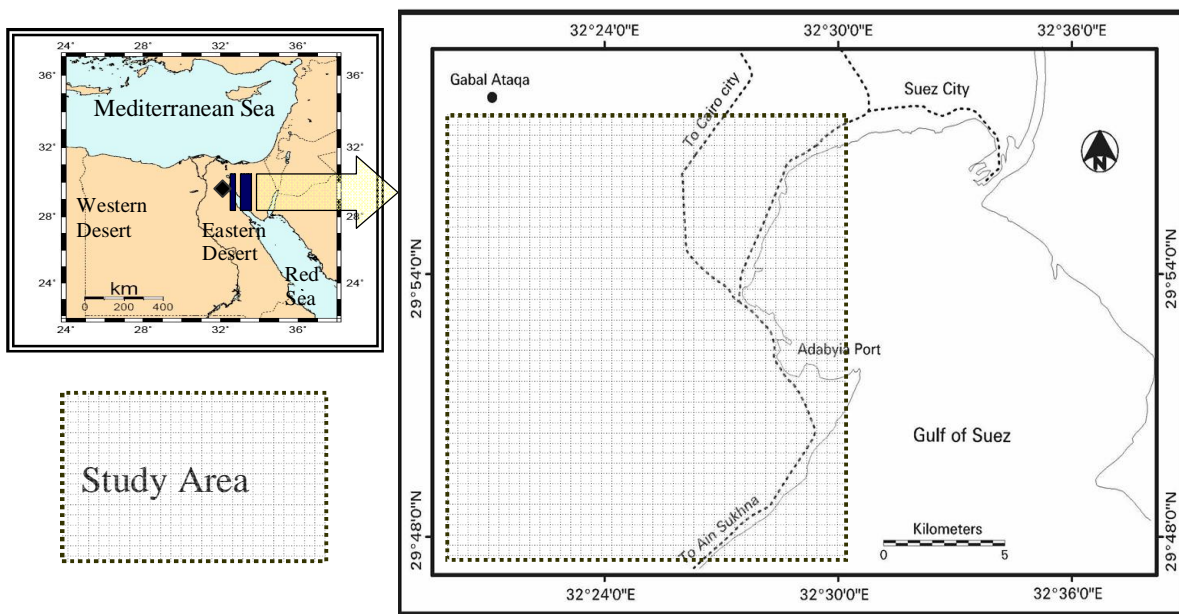 24° 28° 32° 36°
36° 36°
Mediterranean Sea
32° 32°
28° 28°
Western
Desert
Eastern
Desert
24° 24°
Red
Sea
km
0 200 400
24° 28° 32° 36°
Study Area
32°24'0"E 32°30'0"E 32°36'0"E
Gabal Ataqa
To Cairo city
Suez City
N
29°54'0"N 29°54'0"N
Adabyia Port
Gulf of Suez
To Ain Sukhna
Kilometers
0 5
29°48'0"N 29°48'0"N
32°24'0"E 32°30'0"E 32°36'0"E